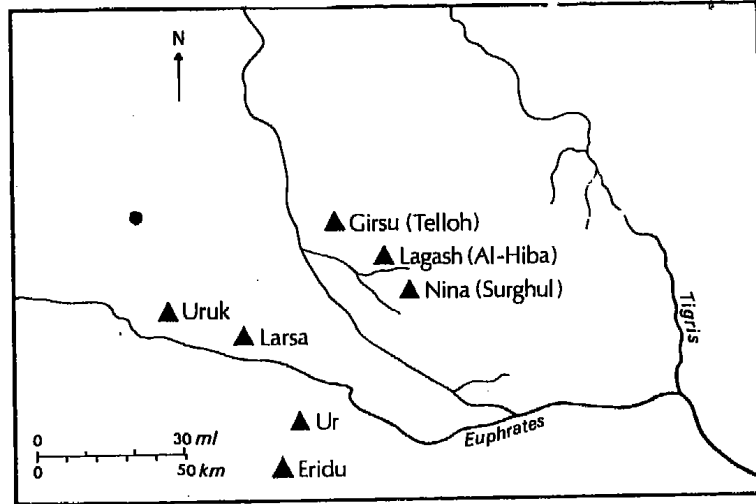 N
Girsu (Telloh)
Lagash (Al-Hiba)
Nina (Surghul)
Uruk
Larsa
Tigris
Ur
Euphrates
Eridu
0 30 ml
0 50 km